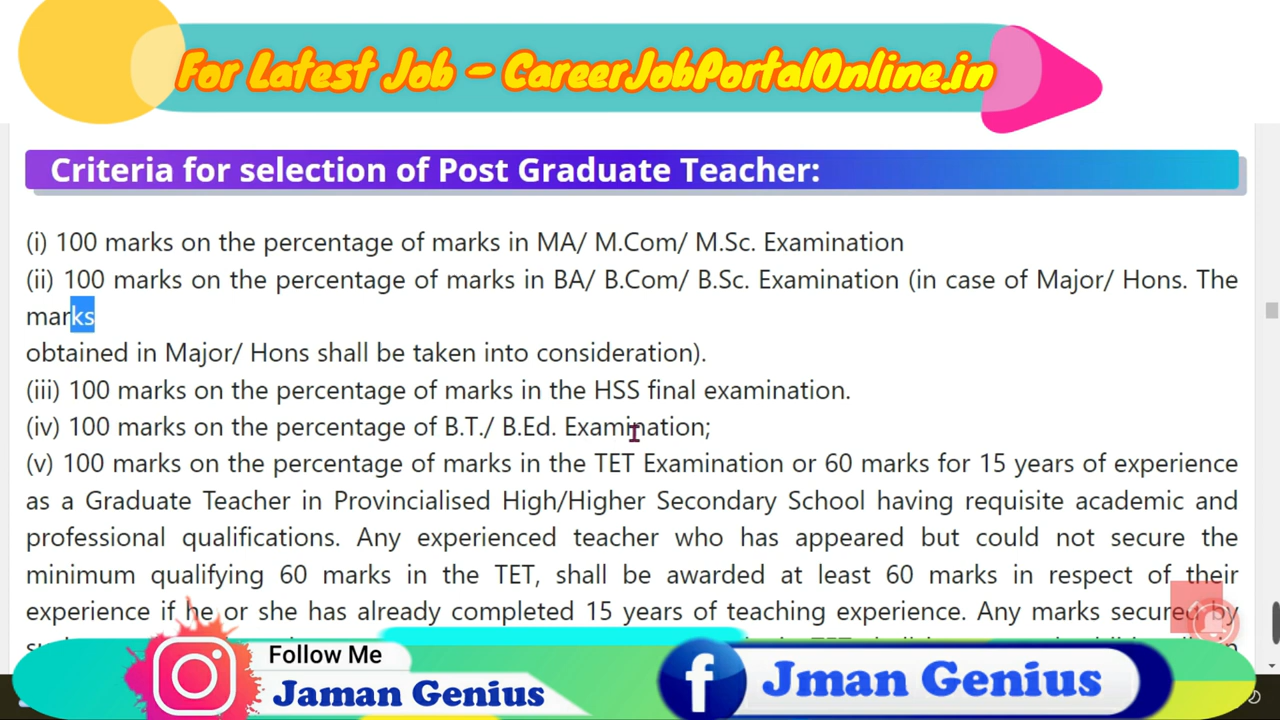 For Latest Job - CareerJobPortalOnline.in
Criteria for selection of Post Graduate Teacher:
(i) 100 marks on the percentage of marks in MA/ M.Com/ M.Sc. Examination
(ii) 100 marks on the percentage of marks in BA/ B.Com/ B.Sc. Examination (in case of Major/ Hons. The
marks
obtained in Major/ Hons shall be taken into consideration).
(iii) 100 marks on the percentage of marks in the HSS final examination.
(iv) 100 marks on the percentage of B.T./ B.Ed. Examination;
(v) 100 marks on the percentage of marks in the TET Examination or 60 marks for 15 years of experience
as a Graduate Teacher in Provincialised High/Higher Secondary School having requisite academic and
professional qualifications. Any experienced teacher who has appeared but could not secure the
minimum qualifying 60 marks in the TET, shall be awarded at least 60 marks in respect of their
experience if he or she has already completed 15 years of teaching experience. Any marks secured by
Follow Me
Jaman Genius
f
Jman Genius